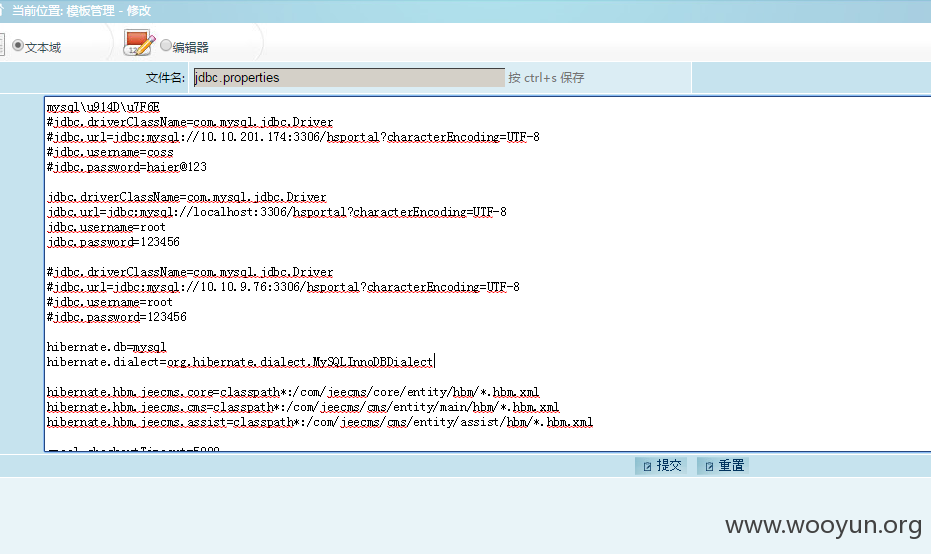 当前位置: 模板管理 - 修改
文本域
编辑器
文件名: jdbc.properties 按 ctrl+s 保存
mysql\u914D\u7F6E
#jdbc.driverClassName=com.mysql.jdbc.Driver
#jdbc.url=jdbc:mysql://10.10.201.174:3306/hsportal?characterEncoding=UTF-8
#jdbc.username=coss
#jdbc.password=haier@123
jdbc.driverClassName=com.mysql.jdbc.Driver
jdbc.url=jdbc:mysql://localhost:3306/hsportal?characterEncoding=UTF-8
jdbc.username=root
jdbc.password=123456
#jdbc.driverClassName=com.mysql.jdbc.Driver
#jdbc.url=jdbc:mysql://10.10.9.76:3306/hsportal?characterEncoding=UTF-8
#jdbc.username=root
#jdbc.password=123456
hibernate.db=mysql
hibernate.dialect=org.hibernate.dialect.MySQLInnoDBDialect
hibernate.hbm.jeecms.core=classpath*:/com/jeecms/core/entity/hbm/*.hbm.xml
hibernate.hbm.jeecms.cms=classpath*:/com/jeecms/cms/entity/main/hbm/*.hbm.xml
hibernate.hbm.jeecms.assist=classpath*:/com/jeecms/cms/entity/assist/hbm/*.hbm.xml
提交 重置
www.wooyun.org